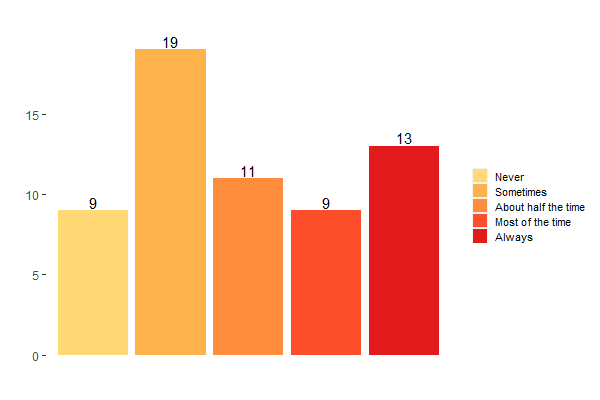 19
15
13
11
10
9
9
5
0
Never
Sometimes
About half the time
Most of the time
Always